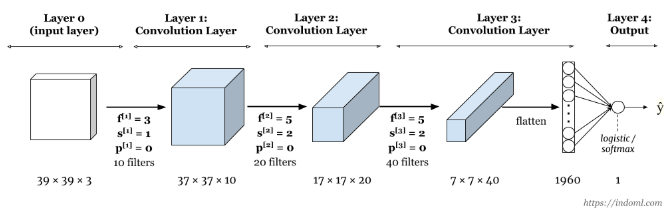 Layer 0
(input layer)
Layer 1:
Convolution Layer
Layer 2:
Convolution Layer
Layer 3:
Convolution Layer
Layer 4:
Output
f[1] = 3
s[1] = 1
p[1] = 0
10 filters
f[2] = 5
s[2] = 2
p[2] = 0
20 filters
f[3] = 5
s[3] = 2
p[3] = 0
40 filters
flatten
ŷ
logistic /
softmax
39 × 39 × 3
37 × 37 × 10
17 × 17 × 20
7 × 7 × 40
1960
1
https://indoml.com